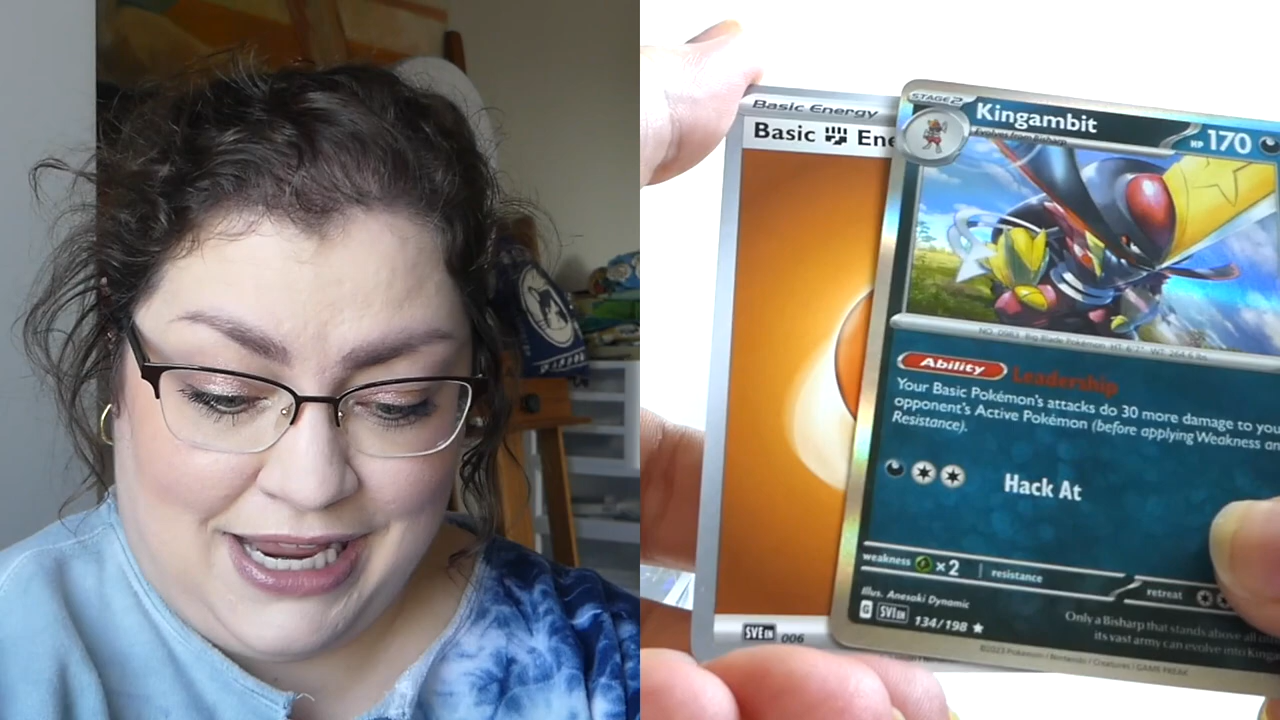 Basic Energy
Basic Ene
SVE EN 006
STAGE 2
Kingambit
HP 170
Evolves from Bisharp
NO. 0983 Big Blade Pokémon HT: 6'7" WT: 264.6 lbs
Ability Leadership
Your Basic Pokémon's attacks do 30 more damage to you
opponent's Active Pokémon (before applying Weakness an
Resistance).
Hack At
weakness ×2 resistance
retreat
Illus. Anesaki Dynamic
G SVI EN 134/198 ★
Only a Bisharp that stands above all
its vast army can evolve into Kinga
©2023 Pokémon / Nintendo / Creatures / GAME FREAK